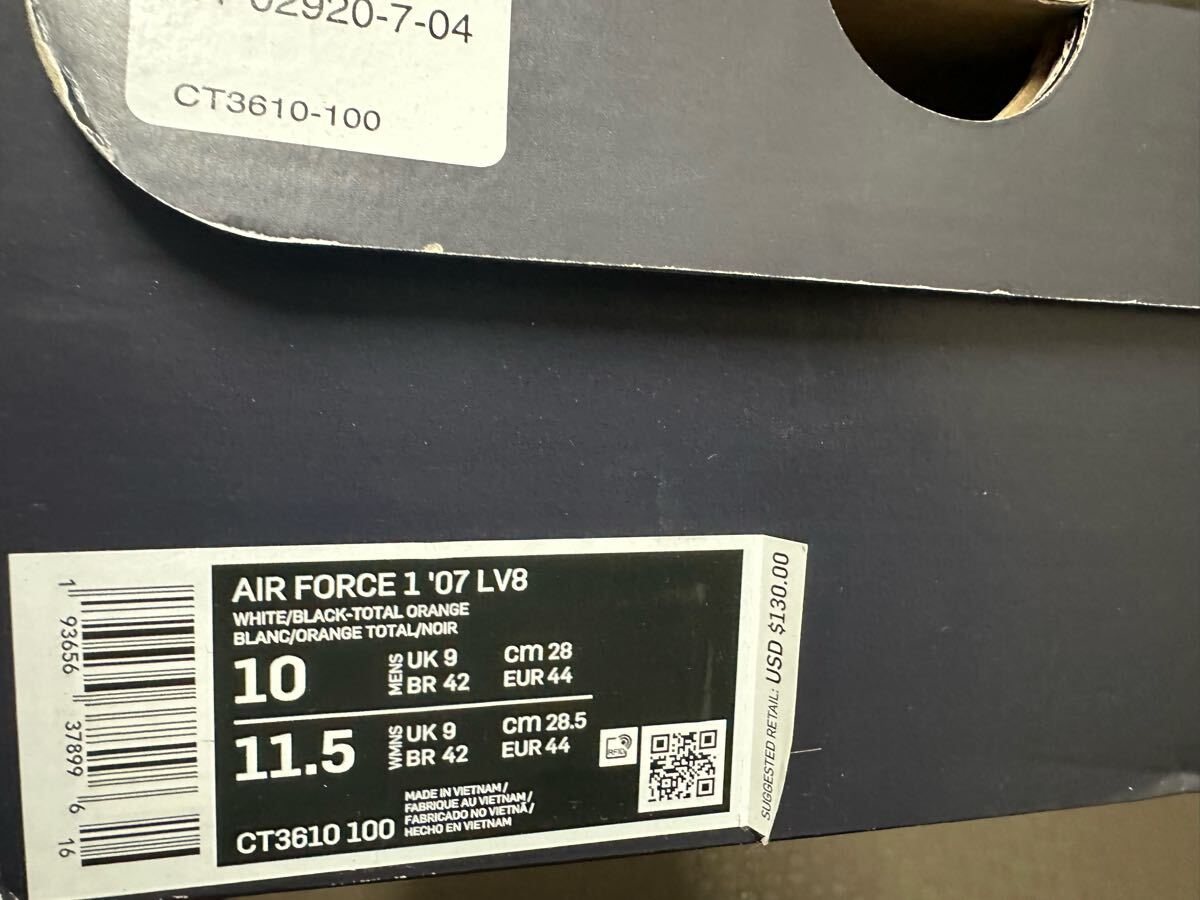 02920-7-04
CT3610-100
AIR FORCE 1 '07 LV8
WHITE/BLACK-TOTAL ORANGE
BLANC/ORANGE TOTAL/NOIR
10 MENS UK 9 cm 28
BR 42 EUR 44
11.5 WMNS UK 9 cm 28.5
BR 42 EUR 44
RFID
MADE IN VIETNAM/
FABRIQUE AU VIETNAM/
FABRICADO NO VIETNÃ/
HECHO EN VIETNAM
CT3610 100
1 93656 37899 6 16
SUGGESTED RETAIL: USD $130.00